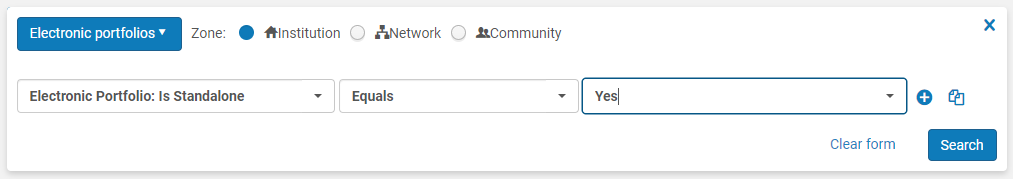 Electronic portfolios Zone: Institution Network Community
Electronic Portfolio: Is Standalone Equals Yes
Clear form Search